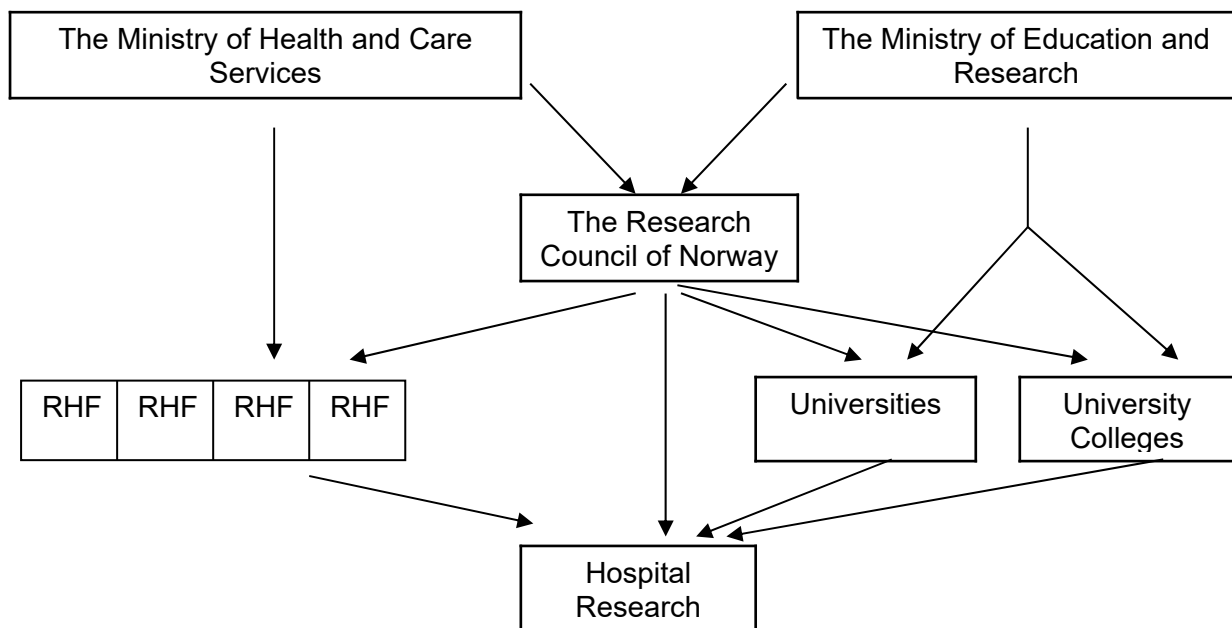 The Ministry of Health and Care
Services
The Ministry of Education and
Research
The Research
Council of Norway
RHF RHF RHF RHF
Universities
University
Colleges
Hospital
Research